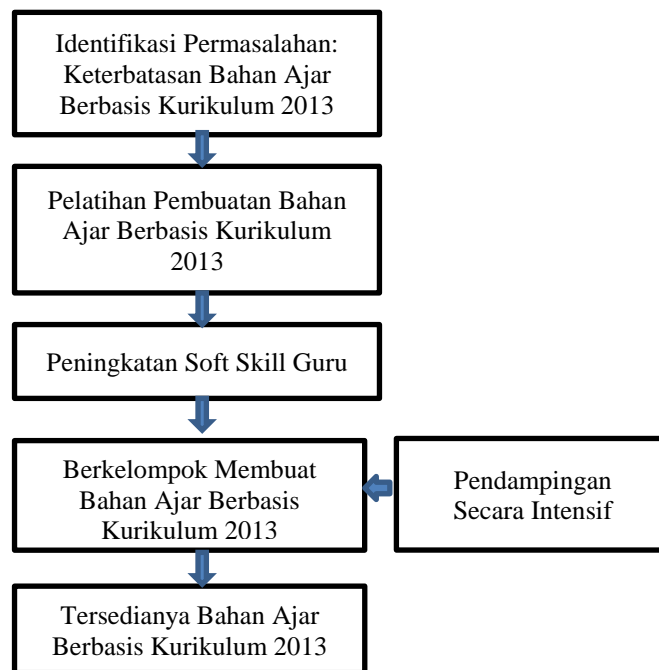 Identifikasi Permasalahan:
Keterbatasan Bahan Ajar
Berbasis Kurikulum 2013
Pelatihan Pembuatan Bahan
Ajar Berbasis Kurikulum
2013
Peningkatan Soft Skill Guru
Berkelompok Membuat
Bahan Ajar Berbasis
Kurikulum 2013
Pendampingan
Secara Intensif
Tersedianya Bahan Ajar
Berbasis Kurikulum 2013